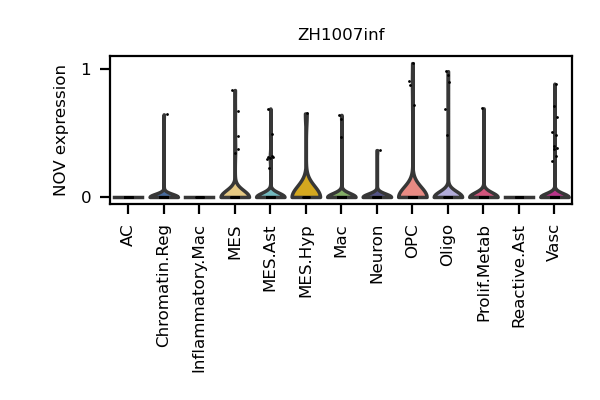 ZH1007inf
NOV expression
1
0
AC
Chromatin.Reg
Inflammatory.Mac
MES
MES.Ast
MES.Hyp
Mac
Neuron
OPC
Oligo
Prolif.Metab
Reactive.Ast
Vasc